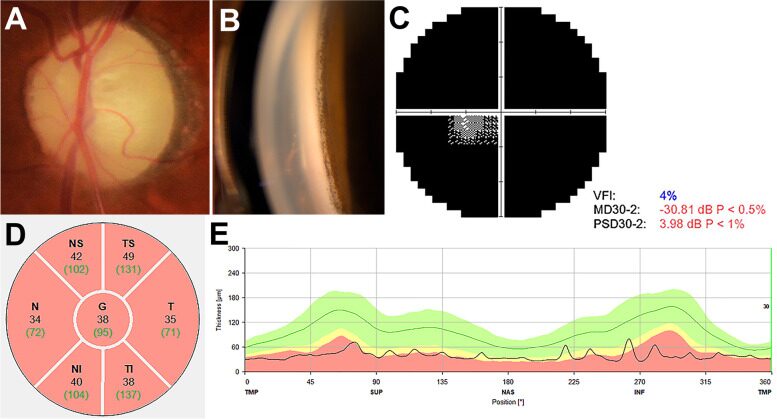 A
B
C
VFI: 4%
MD30-2: -30.81 dB P < 0.5%
PSD30-2: 3.98 dB P < 1%
D
NS
42
(102)
TS
49
(131)
N
34
(72)
G
38
(95)
T
35
(71)
NI
40
(104)
TI
38
(137)
E
300
240
180
120
60
0
Thickness [µm]
30
0 45 90 135 180 225 270 315 360
TMP SUP NAS INF TMP
Position [°]